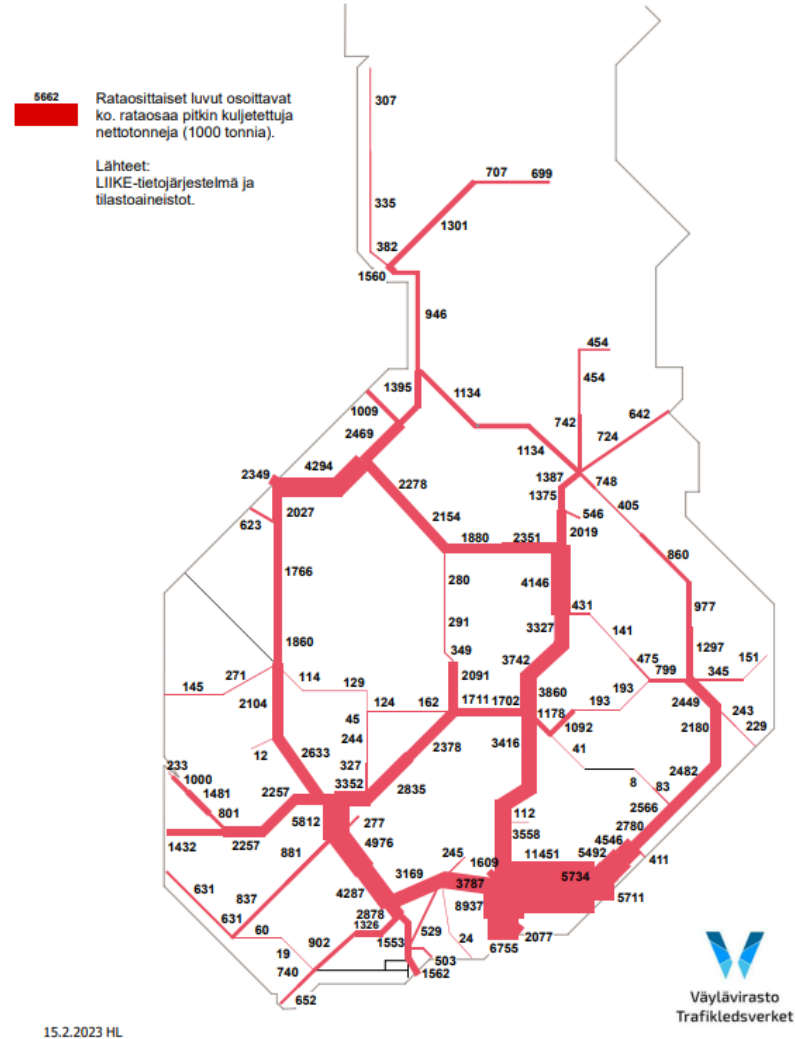 5662
Rataosittaiset luvut osoittavat
ko. rataosaa pitkin kuljetettuja
nettotonneja (1000 tonnia).
Lähteet:
LIIKE-tietojärjestelmä ja
tilastoaineistot.
307
707 699
335
1301
382
1560
946
454
1395 1134 454
1009 642
742
2469 724
1134
4294
2349 2278 1387 748
1375 405
2027 546
623 2154 2019
1880 2351 860
1766 280 4146
431 977
291 3327 141
1860 349 1297 151
3742 475
271 114 2091 799 345
145 129 193
2104 124 162 1711 1702 3860 193 2449
45 1178 243
1092 2180 229
244 2378 3416
12 2633 41
233 327 2482
1000 3352 8 83
1481 2257 2835 2566
801 112
5812 277 3558 2780
1432 2257 4976 4546
881 245 1609 11451 5492 411
3169
631 837 4287 3787 5734
2878 8937 5711
631 1326
60 529 24 2077
902 1553
19 6755
740 503
1562
652
Väylävirasto
Trafikledsverket
15.2.2023 HL